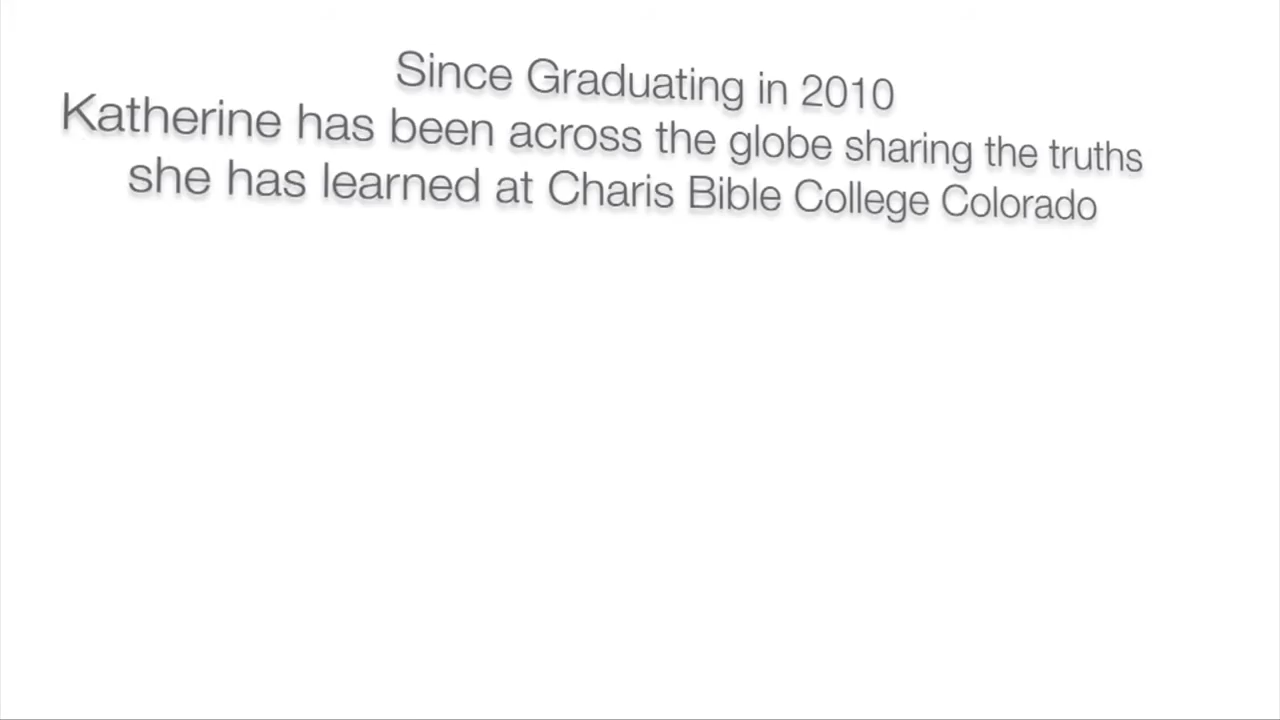 Since Graduating in 2010
Katherine has been across the globe sharing the truths
she has learned at Charis Bible College Colorado